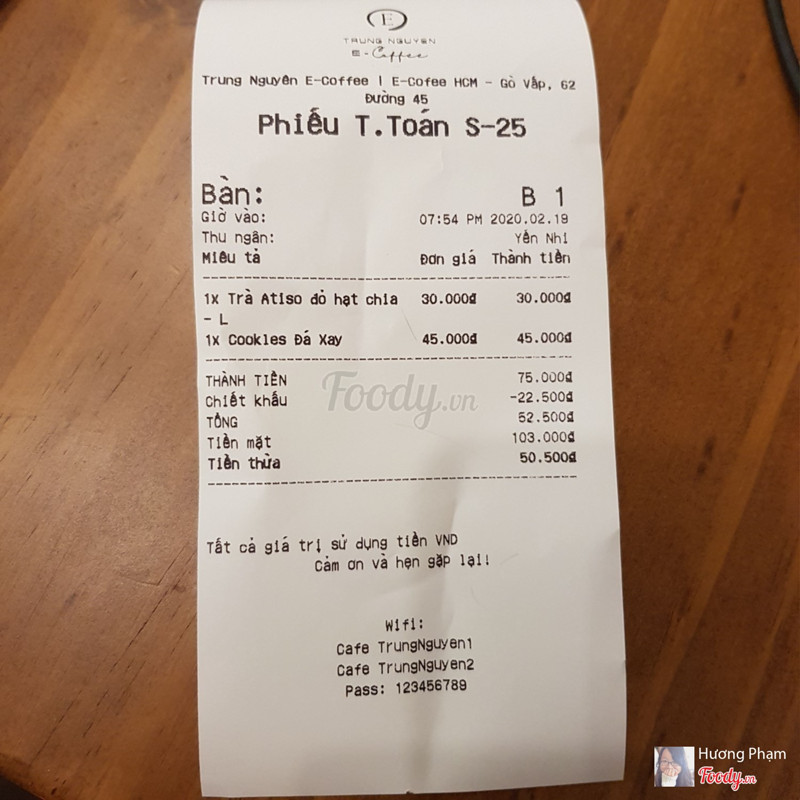 E
TRUNG NGUYEN
E - Coffee
Trung Nguyên E-Coffee | E-Cofee HCM - Gò Vấp, 62
Đường 45
Phiếu T.Toán S-25
Bàn: B 1
Giờ vào: 07:54 PM 2020.02.19
Thu ngân: Yến Nhi
Miêu tả Đơn giá Thành tiền
1x Trà Atiso đỏ hạt chia 30.000đ 30.000đ
- L
1x Cookies Đá Xay 45.000đ 45.000đ
THÀNH TIỀN 75.000đ
Chiết khấu -22.500đ
TỔNG 52.500đ
Tiền mặt 103.000đ
Tiền thừa 50.500đ
Foody.vn
Tất cả giá trị sử dụng tiền VND
Cảm ơn và hẹn gặp lại!
Wifi:
Cafe TrungNguyen1
Cafe TrungNguyen2
Pass: 123456789
Hương Phạm
Foody.vn